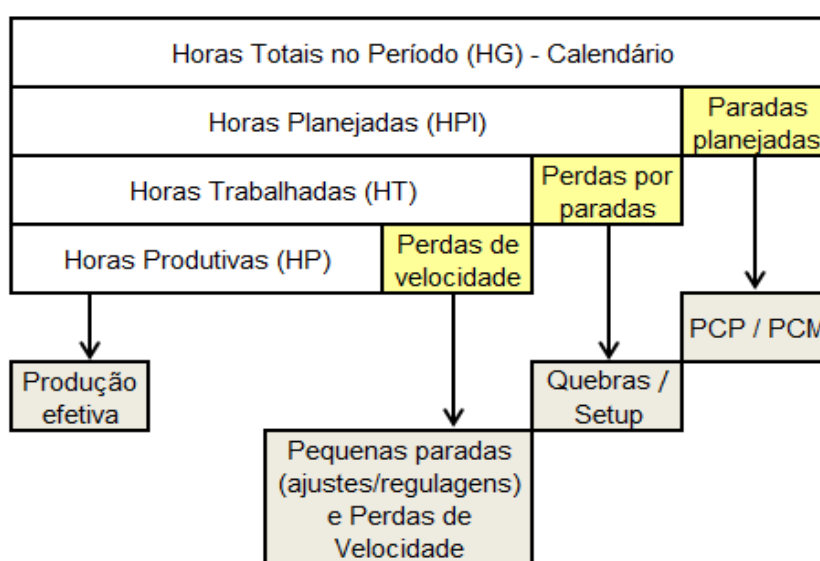 Horas Totais no Período (HG) - Calendário
Horas Planejadas (HPI)
Paradas
planejadas
Horas Trabalhadas (HT)
Perdas por
paradas
Horas Produtivas (HP)
Perdas de
velocidade
PCP / PCM
Produção
efetiva
Quebras /
Setup
Pequenas paradas
(ajustes/regulagens)
e Perdas de
Velocidade